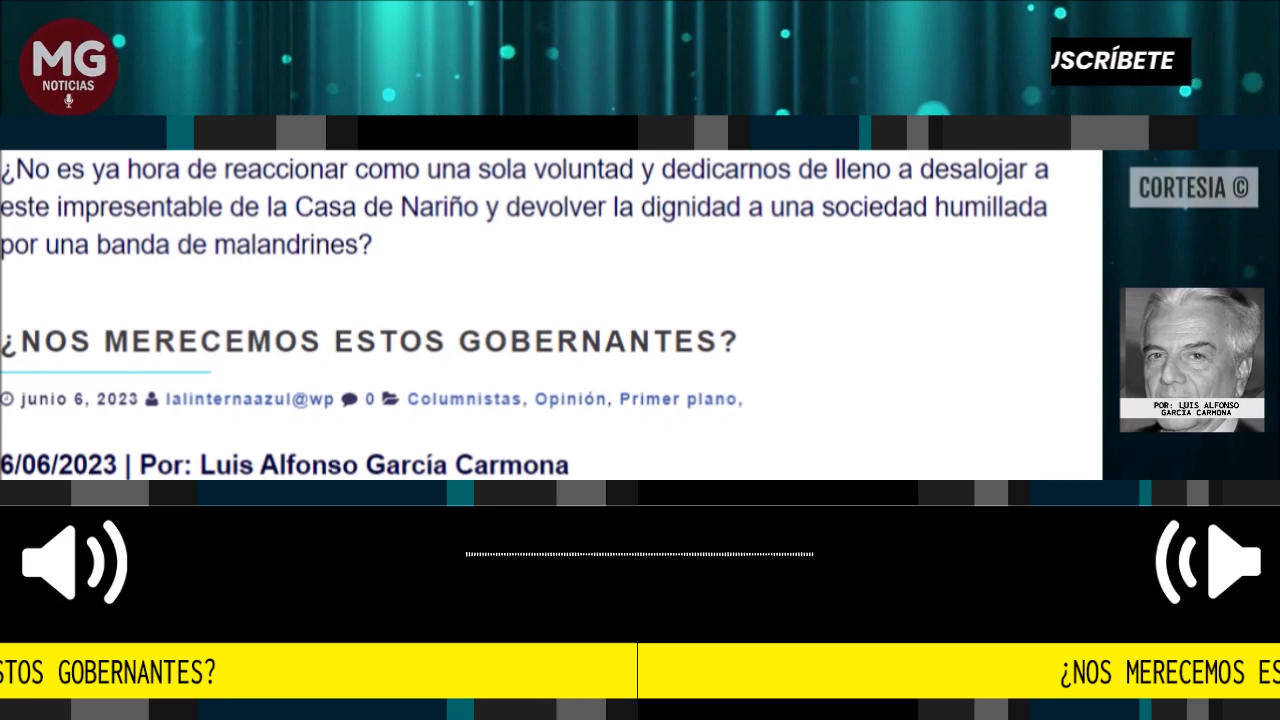 MG
NOTICIAS
USCRÍBETE
¿No es ya hora de reaccionar como una sola voluntad y dedicarnos de lleno a desalojar a
este impresentable de la Casa de Nariño y devolver la dignidad a una sociedad humillada
por una banda de malandrines?
CORTESIA ©
¿NOS MERECEMOS ESTOS GOBERNANTES?
junio 6, 2023 lalinternaazul@wp 0 Columnistas, Opinión, Primer plano,
POR: LUIS ALFONSO
GARCÍA CARMONA
6/06/2023 | Por: Luis Alfonso García Carmona
STOS GOBERNANTES?
¿NOS MERECEMOS ES